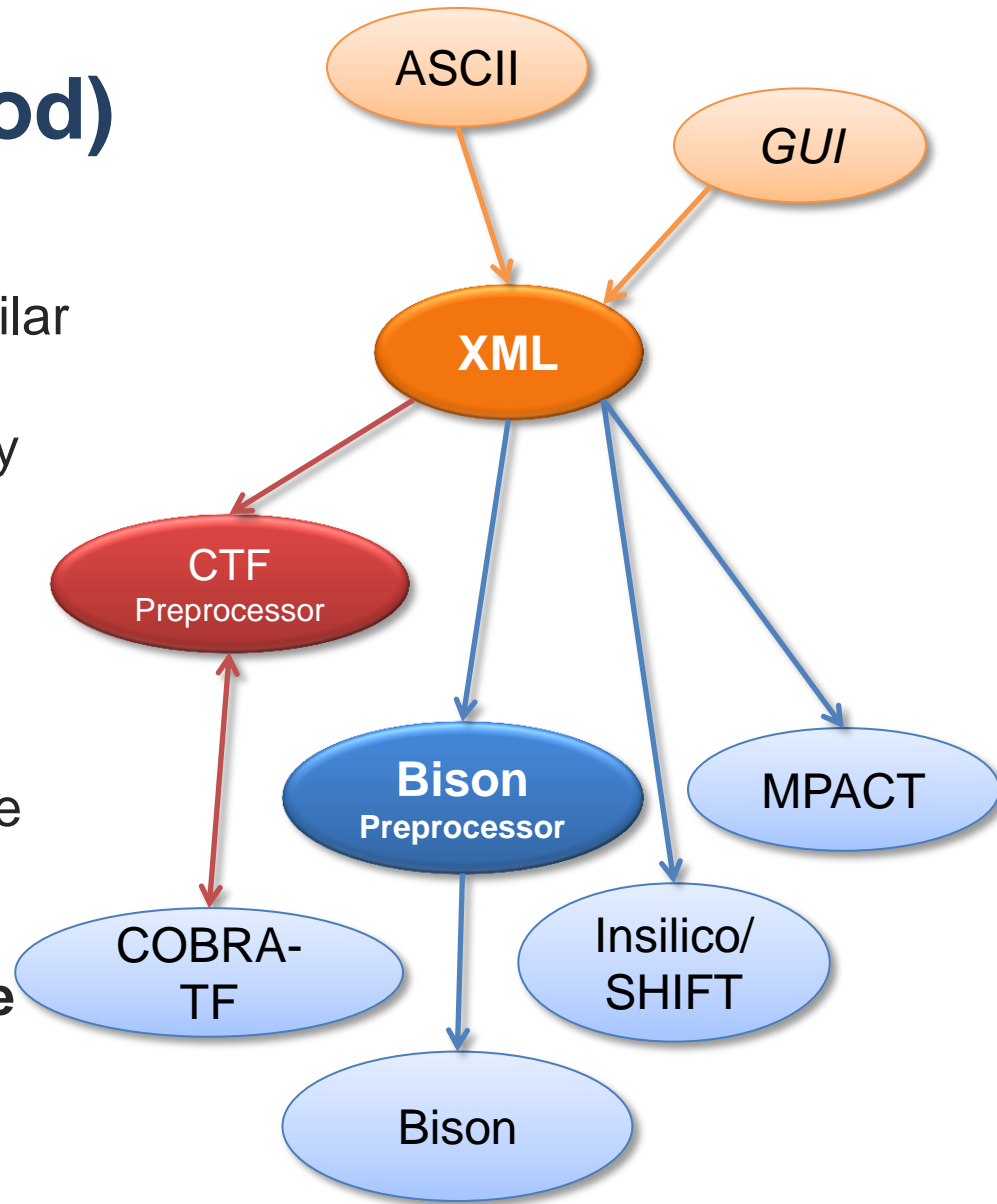 od)
ilar
y
e
e
ASCII
GUI
XML
CTF
Preprocessor
Bison
Preprocessor
MPACT
COBRA-
TF
Insilico/
SHIFT
Bison